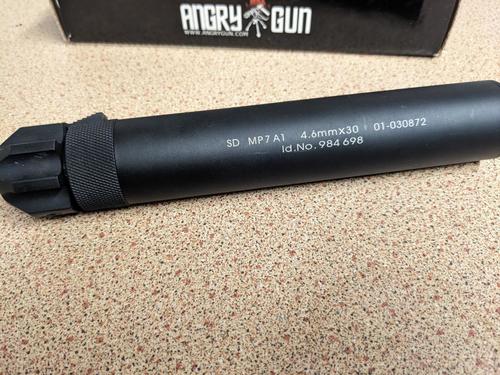 ANGRY GUN
WWW.ANGRYGUN.COM
SD MP7A1 4.6mmx30 01-030872
Id.No. 984 698